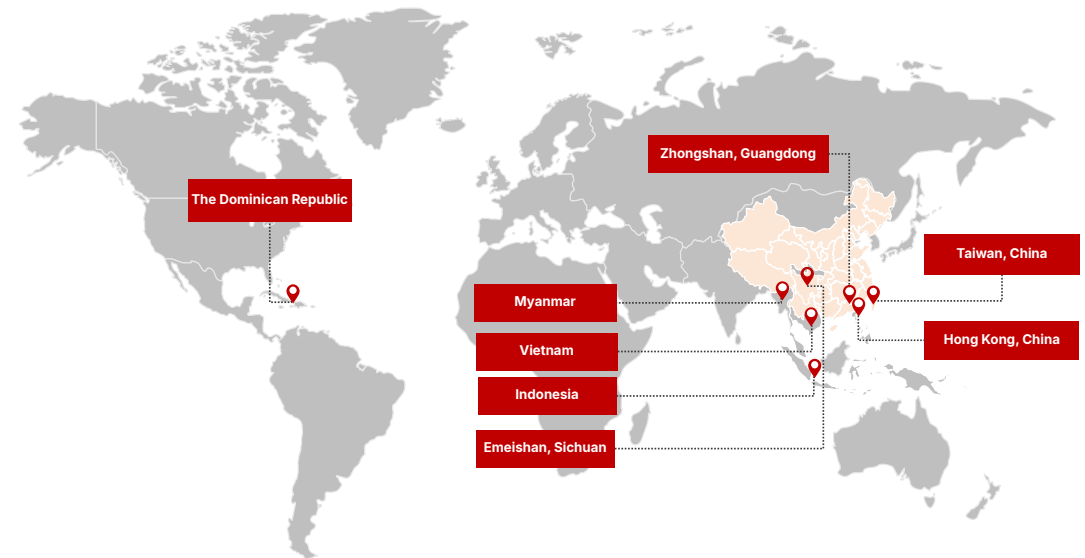 Zhongshan, Guangdong
The Dominican Republic
Taiwan, China
Myanmar
Hong Kong, China
Vietnam
Indonesia
Emeishan, Sichuan